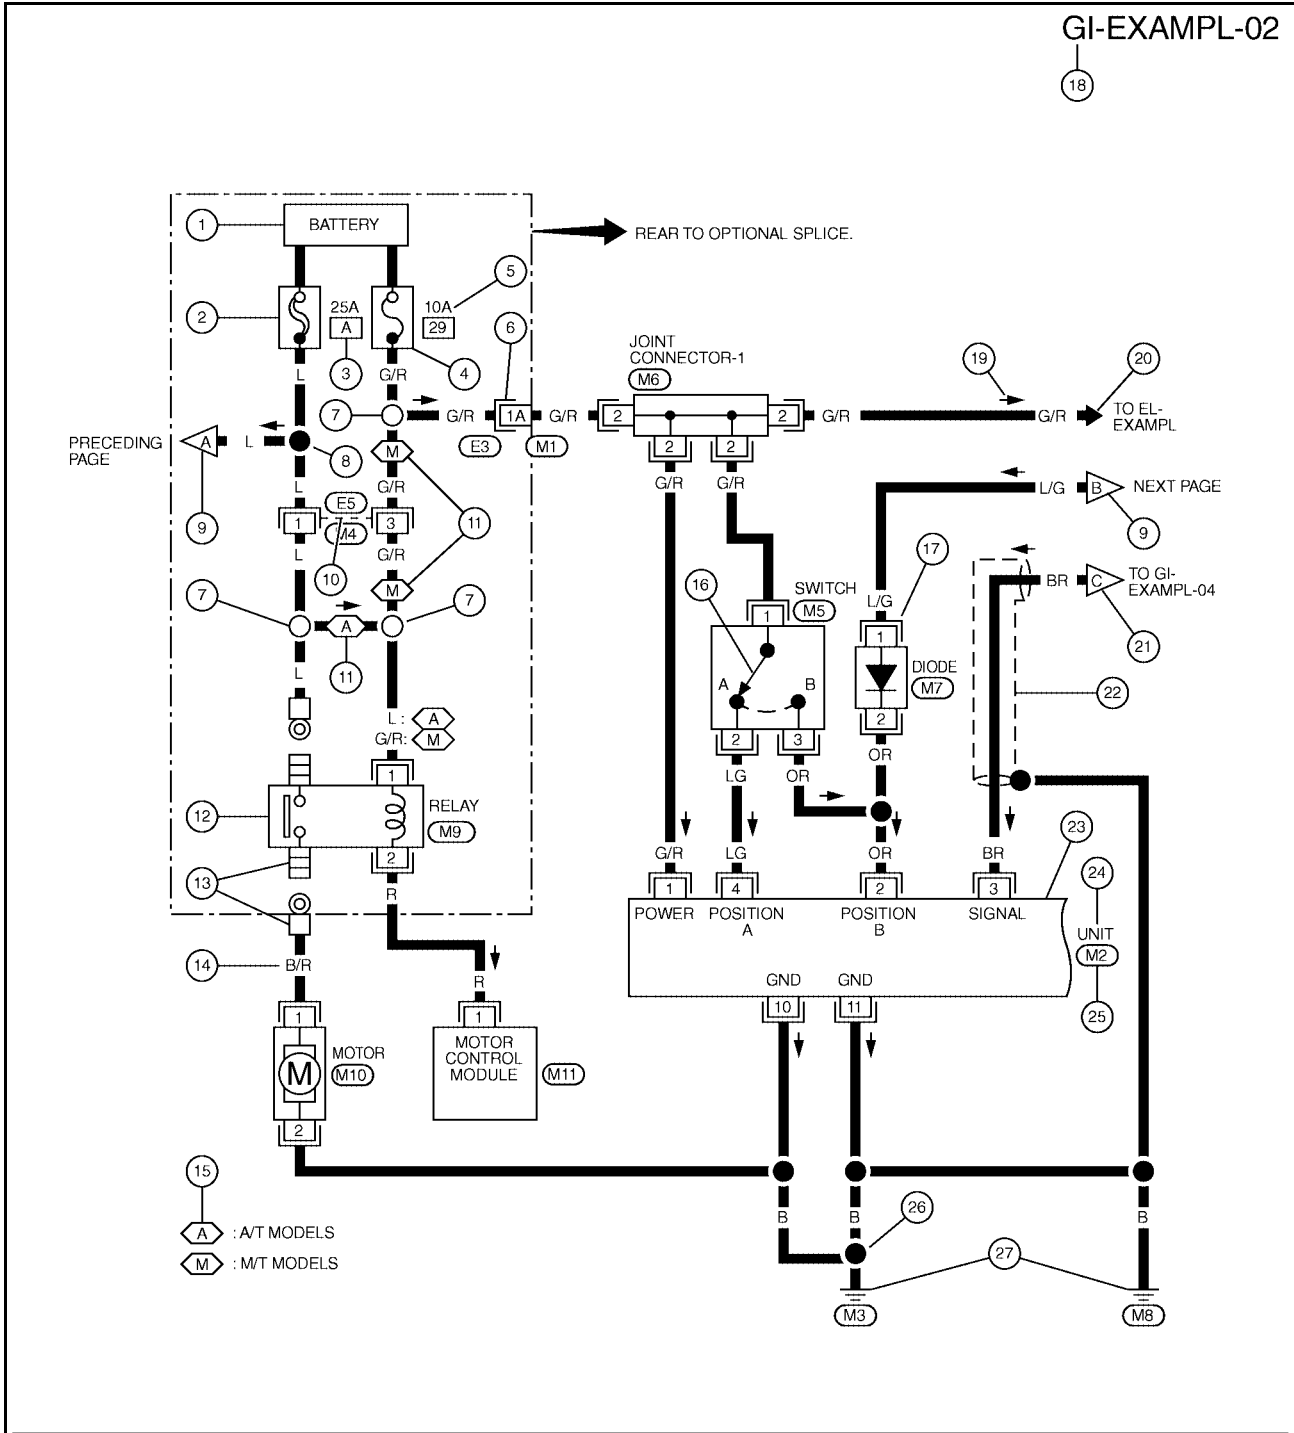 GI-EXAMPL-02
18
1
BATTERY
REAR TO OPTIONAL SPLICE.
5
2
25A
A
10A
29
6
3
4
L
G/R
JOINT
CONNECTOR-1
M6
19
20
7
G/R
1A
G/R
2
2
G/R
G/R
TO EL-
EXAMPL
E3
M1
PRECEDING
PAGE
A
L
8
M
2
2
G/R
G/R
L
G/R
L/G
B
NEXT PAGE
9
E5
1
3
M4
11
9
L
G/R
10
17
BR
C
TO GI-
EXAMPL-04
16
SWITCH
M5
7
M
7
L/G
1
1
A
21
11
L
DIODE
M7
22
A
B
L :
A
G/R:
M
2
2
3
OR
LG
OR
1
12
RELAY
M9
23
2
G/R
LG
OR
BR
13
R
1
4
2
3
24
POWER
POSITION
A
POSITION
B
SIGNAL
UNIT
M2
14
B/R
R
GND
GND
10
11
25
1
1
MOTOR
M10
M
MOTOR
CONTROL
MODULE
M11
2
15
A
: A/T MODELS
M
: M/T MODELS
B
B
B
26
27
M3
M8